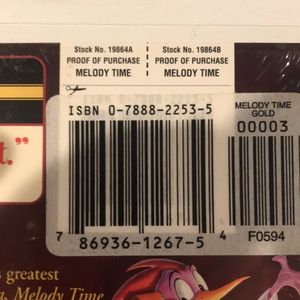 Stock No. 19864A
PROOF OF PURCHASE
MELODY TIME
Stock No. 19864B
PROOF OF PURCHASE
MELODY TIME
ISBN 0-7888-2253-5
MELODY TIME
GOLD
00003
7 86936-1267-5 4
F0594
t."
s greatest
Melody Time